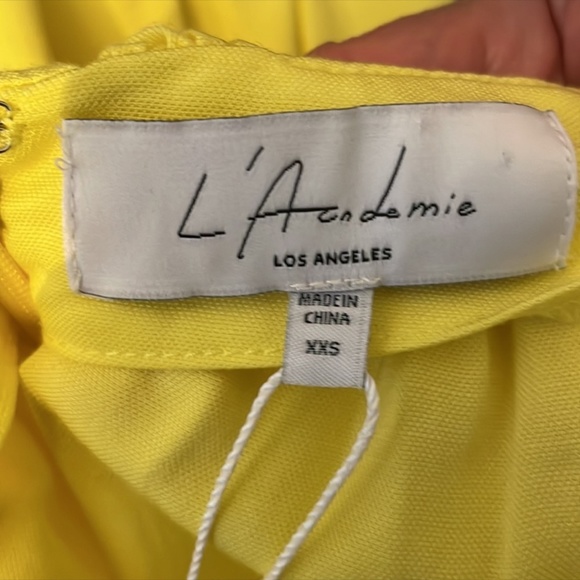 L'Academie
LOS ANGELES
MADE IN
CHINA
XXS